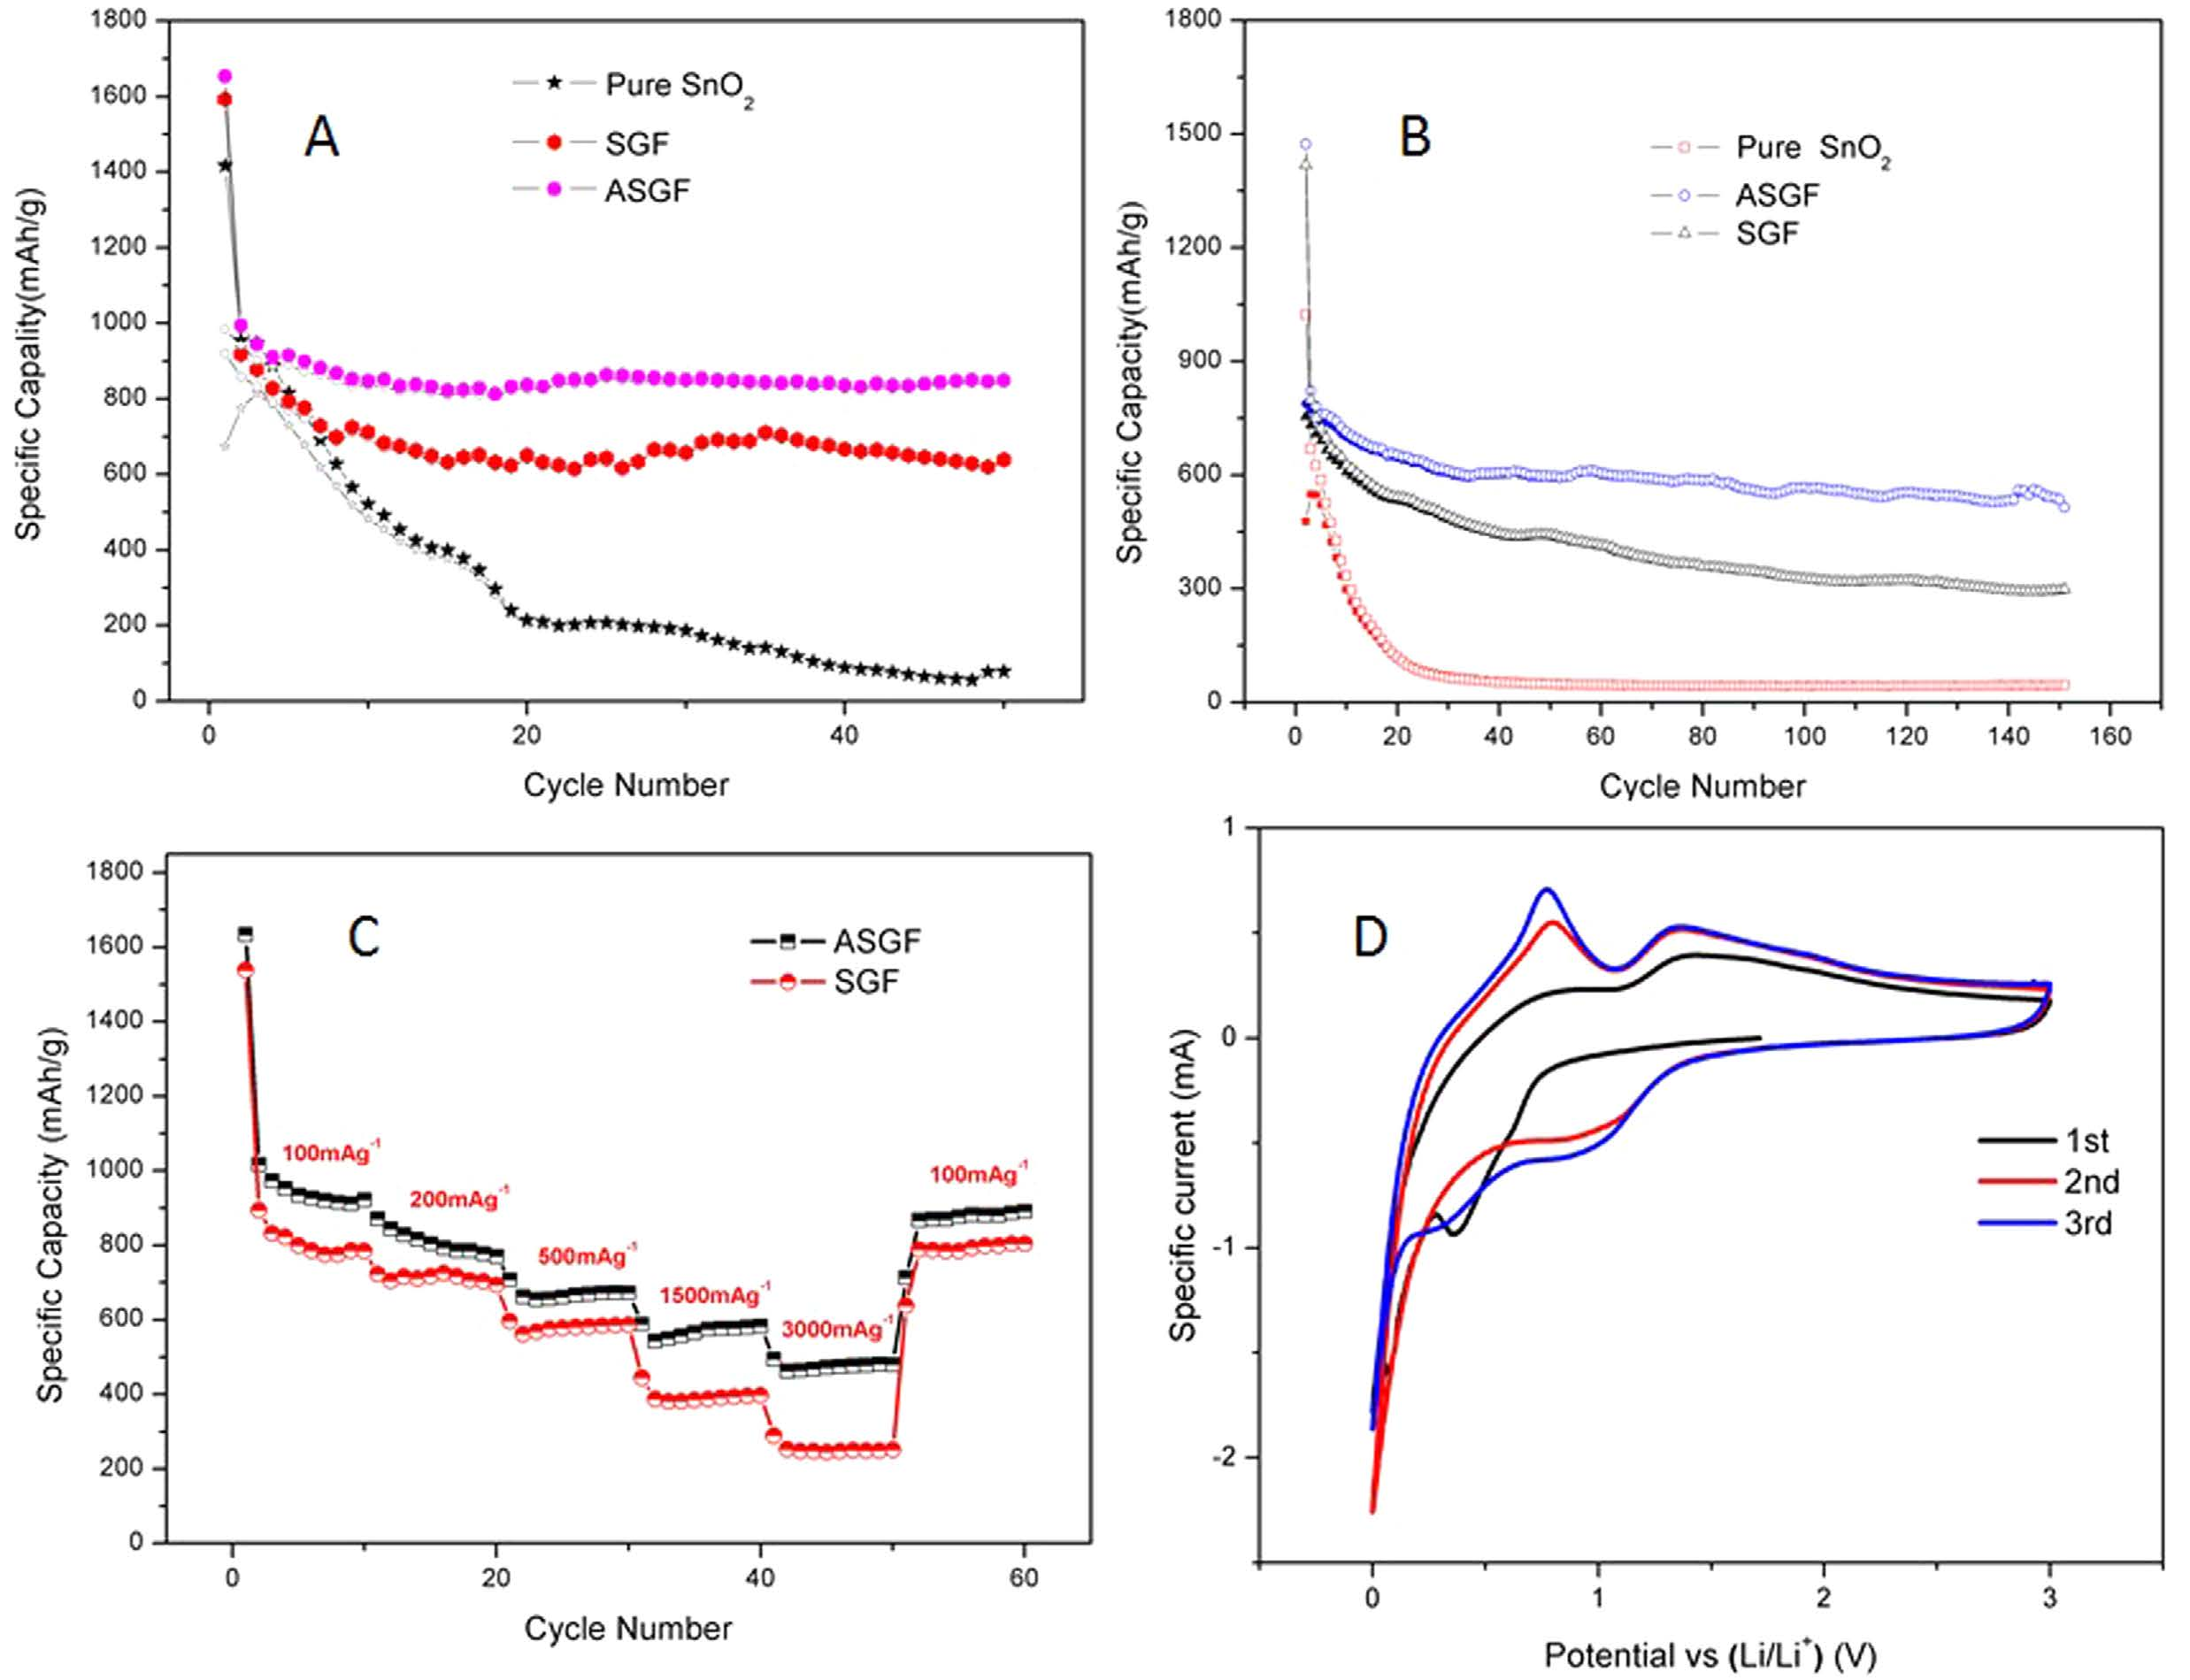 A
Pure SnO2
SGF
ASGF
1800
1600
1400
1200
1000
800
600
400
200
0
0 20 40
Specific Capality(mAh/g)
Cycle Number
B
Pure SnO2
ASGF
SGF
1800
1500
1200
900
600
300
0
0 20 40 60 80 100 120 140 160
Specific Capacity(mAh/g)
Cycle Number
C
ASGF
SGF
1800
1600
1400
1200
1000
800
600
400
200
0
100mAg-1
200mAg-1
500mAg-1
1500mAg-1
3000mAg-1
100mAg-1
0 20 40 60
Specific Capacity (mAh/g)
Cycle Number
D
1
0
-1
-2
1st
2nd
3rd
0 1 2 3
Specific current (mA)
Potential vs (Li/Li+) (V)